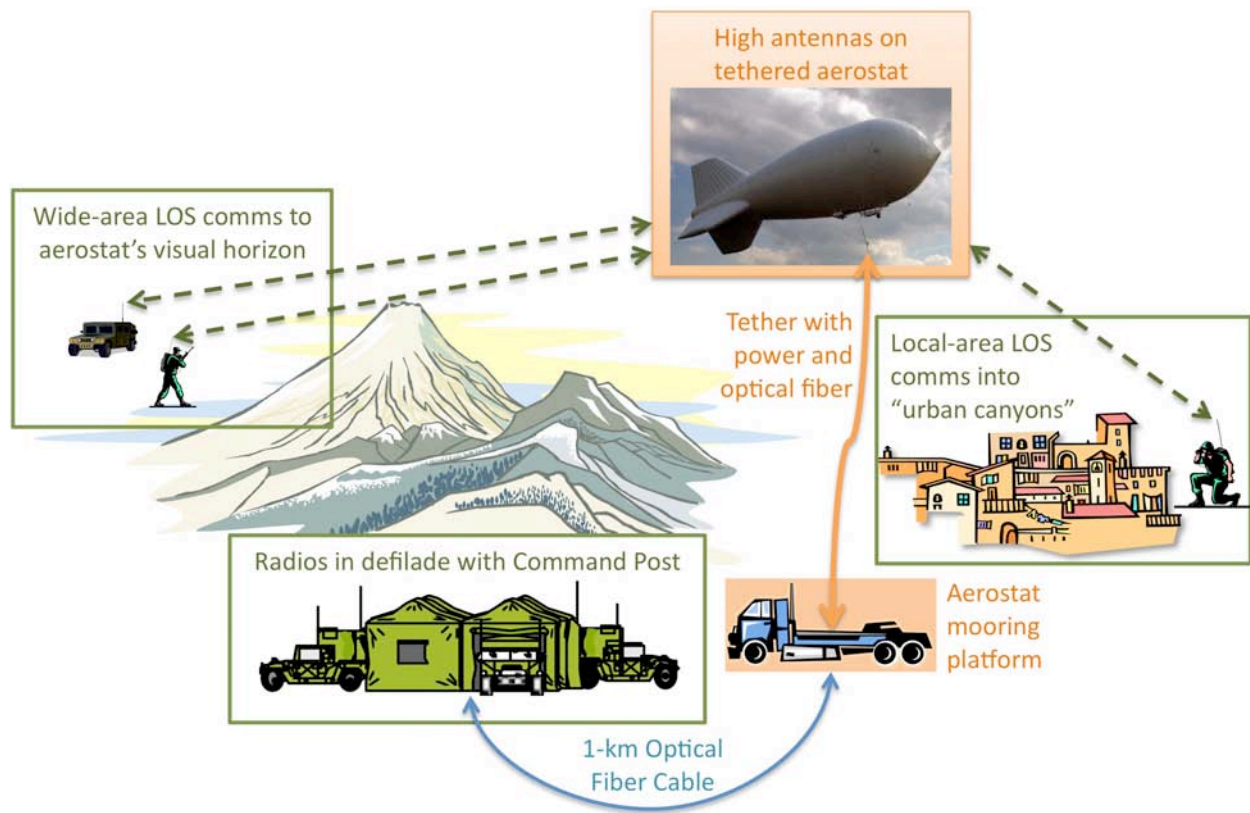 High antennas on
tethered aerostat
Wide-area LOS comms to
aerostat’s visual horizon
Tether with
power and
optical fiber
Local-area LOS
comms into
“urban canyons”
Radios in defilade with Command Post
Aerostat
mooring
platform
1-km Optical
Fiber Cable